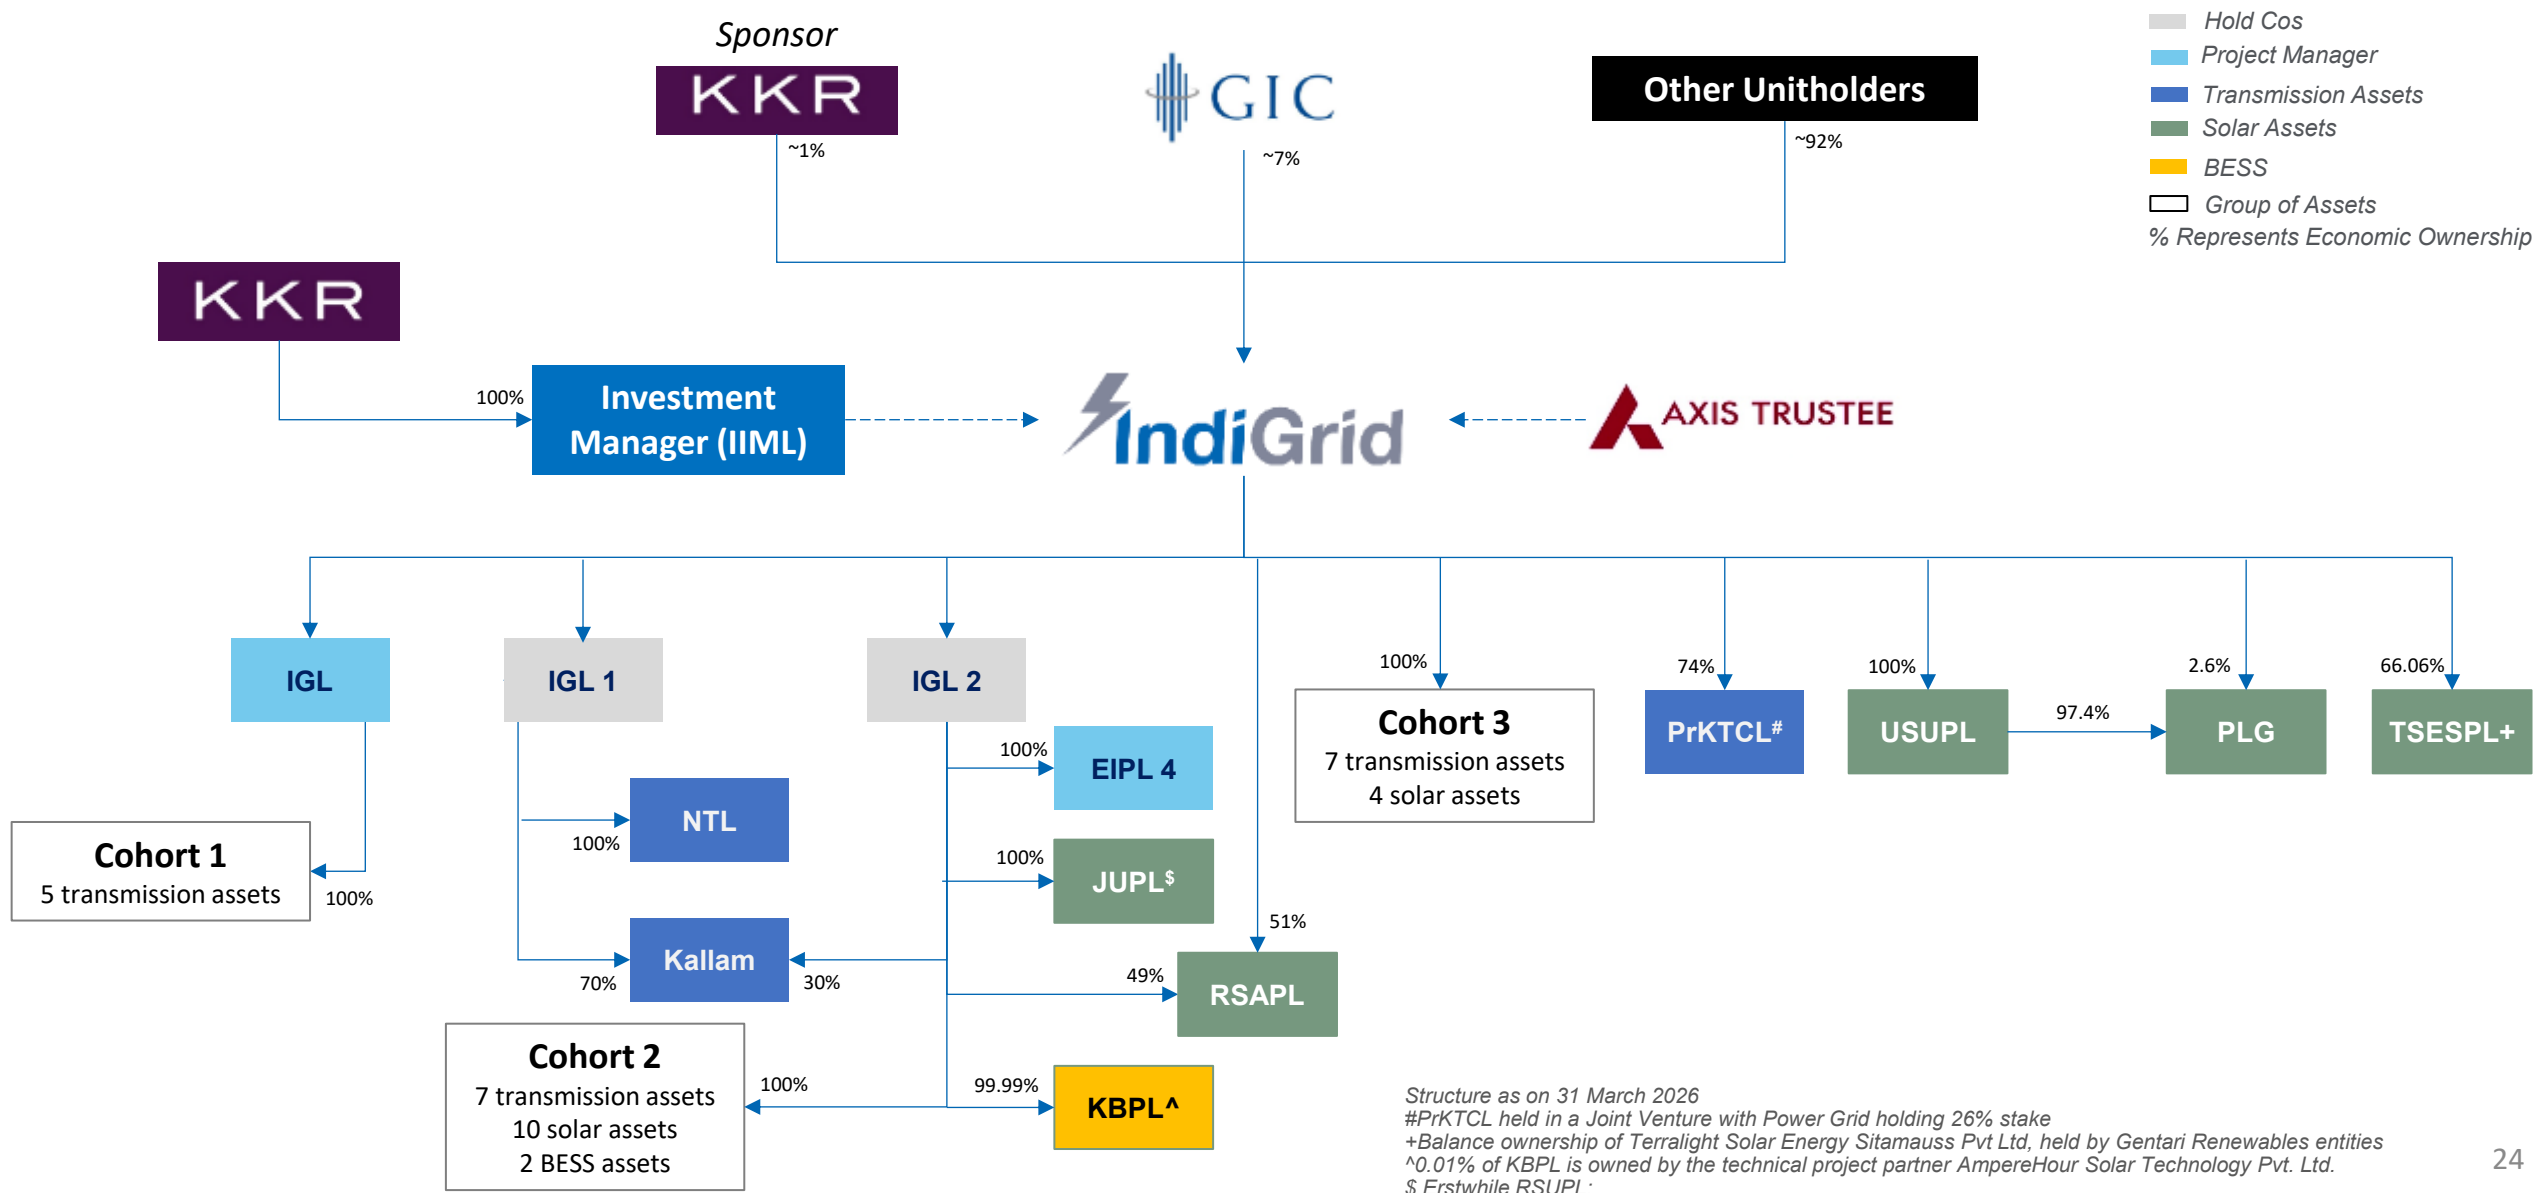 Sponsor
KKR
GIC
Other Unitholders
~1%
~7%
~92%
Hold Cos
Project Manager
Transmission Assets
Solar Assets
BESS
Group of Assets
% Represents Economic Ownership
KKR
100%
Investment
Manager (IIML)
IndiGrid
AXIS TRUSTEE
IGL
IGL 1
IGL 2
100%
74%
100%
2.6%
66.06%
Cohort 3
7 transmission assets
4 solar assets
PrKTCL#
USUPL
97.4%
PLG
TSESPL+
100%
EIPL 4
NTL
100%
100%
JUPL$
Cohort 1
5 transmission assets
100%
Kallam
70%
30%
51%
49%
RSAPL
Cohort 2
7 transmission assets
10 solar assets
2 BESS assets
100%
99.99%
KBPL^
Structure as on 31 March 2026
#PrKTCL held in a Joint Venture with Power Grid holding 26% stake
+Balance ownership of Terralight Solar Energy Sitamauss Pvt Ltd, held by Gentari Renewables entities
^0.01% of KBPL is owned by the technical project partner AmpereHour Solar Technology Pvt. Ltd.
$ Erstwhile RSUPL;
24